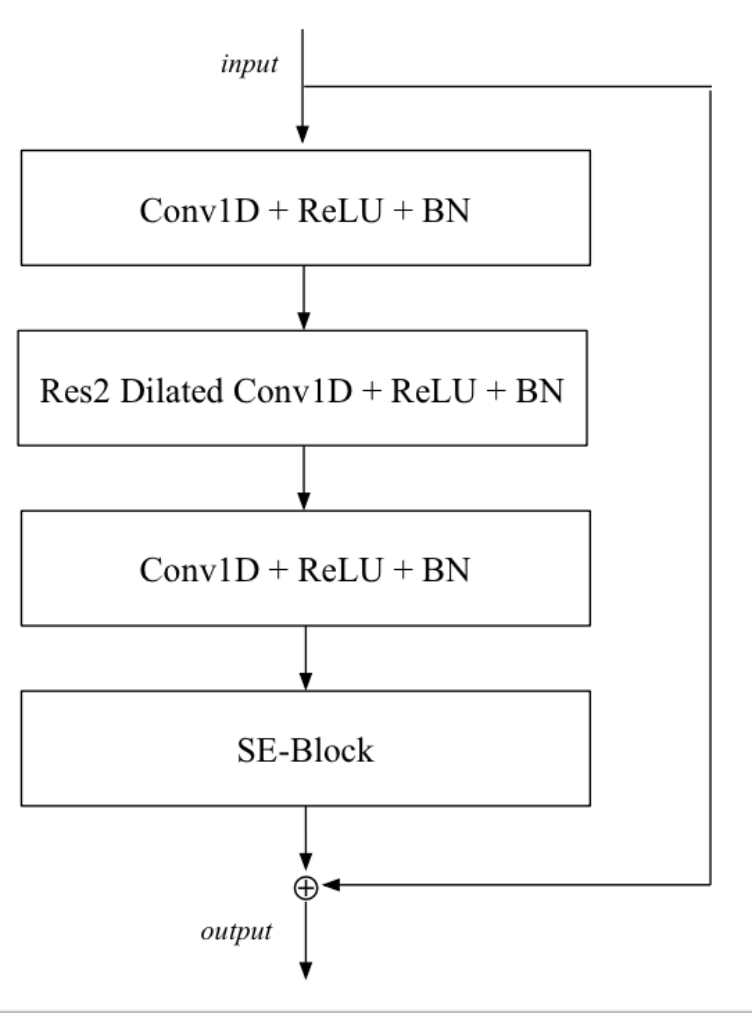 input
Conv1D + ReLU + BN
Res2 Dilated Conv1D + ReLU + BN
Conv1D + ReLU + BN
SE-Block
output